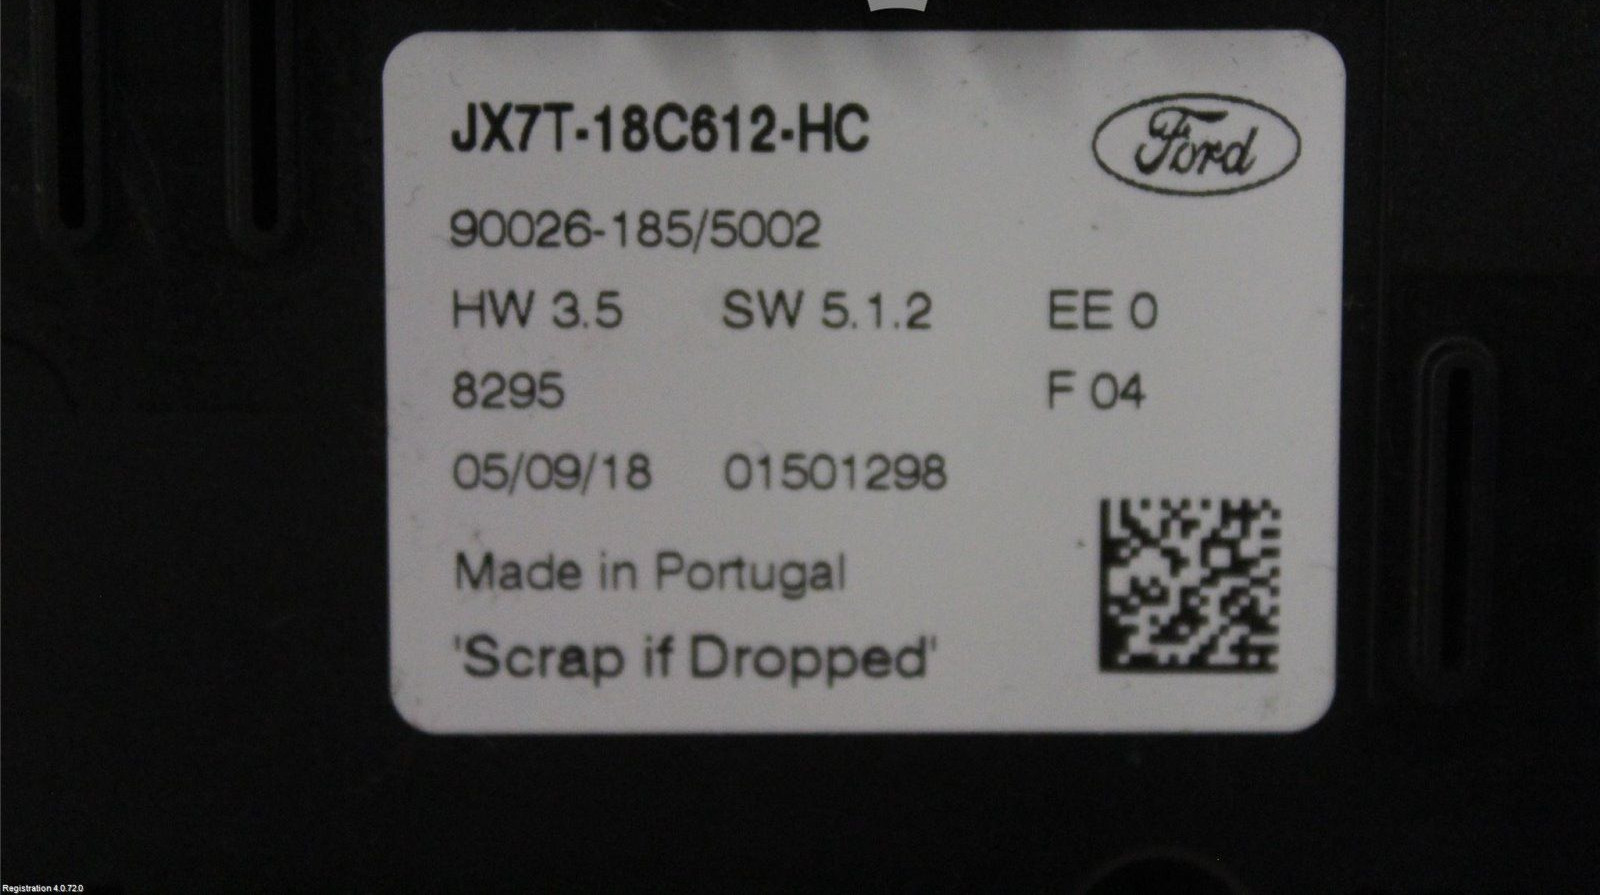 JX7T-18C612-HC
Ford
90026-185/5002
HW 3.5 SW 5.1.2 EE 0
8295 F 04
05/09/18 01501298
Made in Portugal
'Scrap if Dropped'
Registration 4.0.72.0